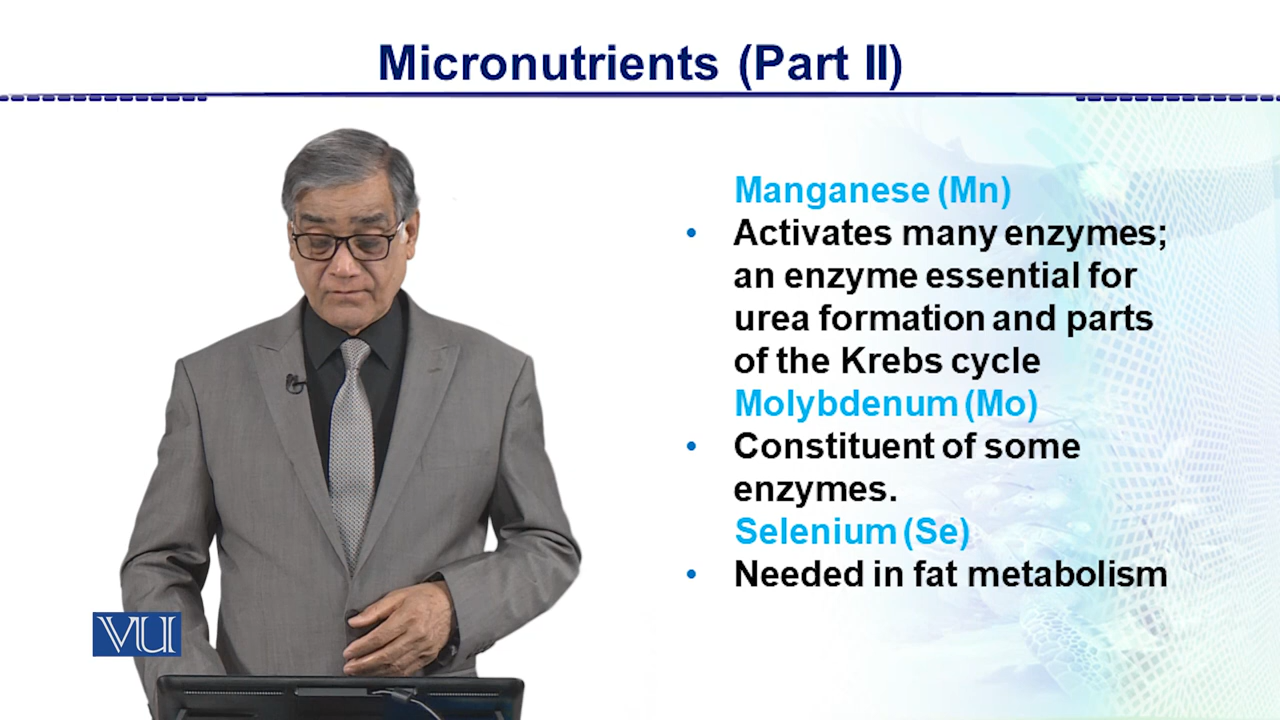 Micronutrients (Part II)
Manganese (Mn)
• Activates many enzymes;
an enzyme essential for
urea formation and parts
of the Krebs cycle
Molybdenum (Mo)
• Constituent of some
enzymes.
Selenium (Se)
• Needed in fat metabolism
VU